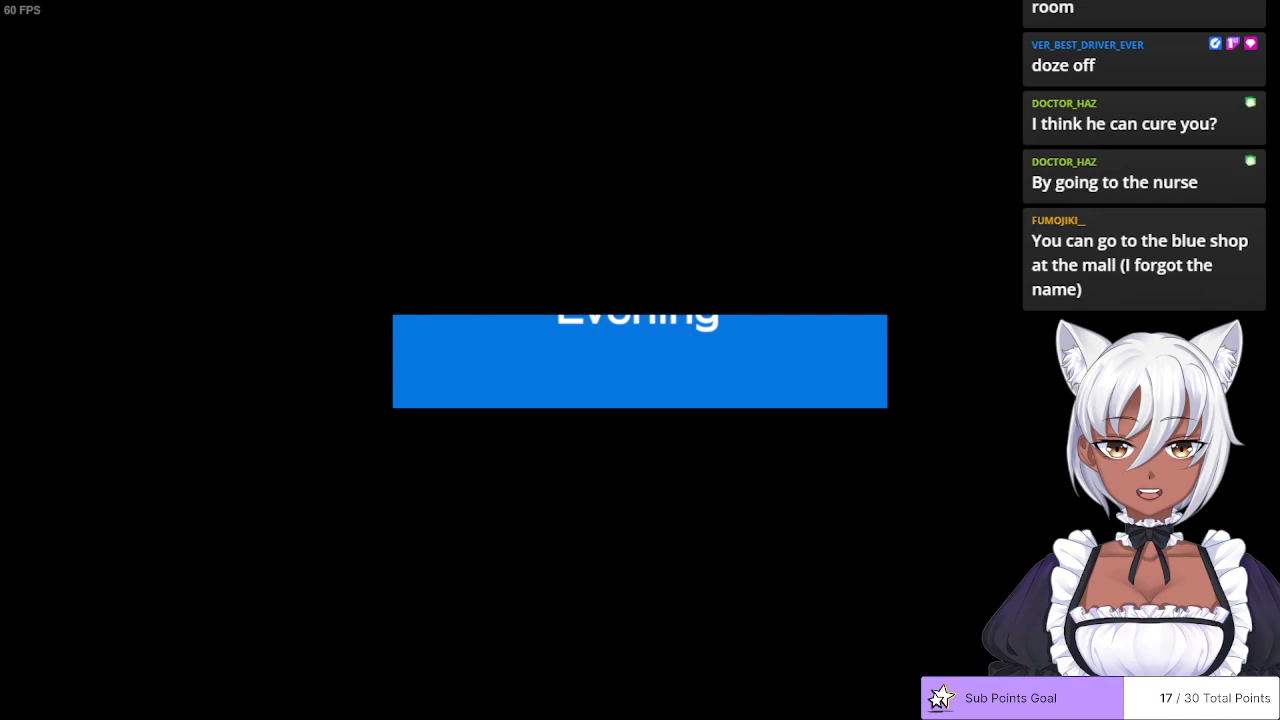 60 FPS
room
VER_BEST_DRIVER_EVER
doze off
DOCTOR_HAZ
I think he can cure you?
DOCTOR_HAZ
By going to the nurse
FUMOJIKI__
You can go to the blue shop
at the mall (I forgot the
name)
Evening
Sub Points Goal
17 / 30 Total Points